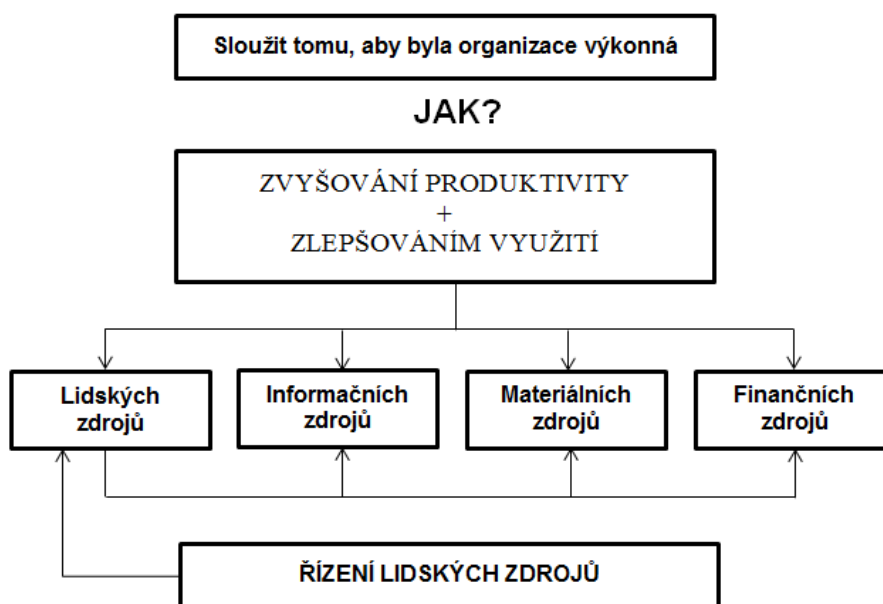 Sloužit tomu, aby byla organizace výkonná
JAK?
ZVYŠOVÁNÍ PRODUKTIVITY
+
ZLEPŠOVÁNÍM VYUŽITÍ
Lidských
zdrojů
Informačních
zdrojů
Materiálních
zdrojů
Finančních
zdrojů
ŘÍZENÍ LIDSKÝCH ZDROJŮ